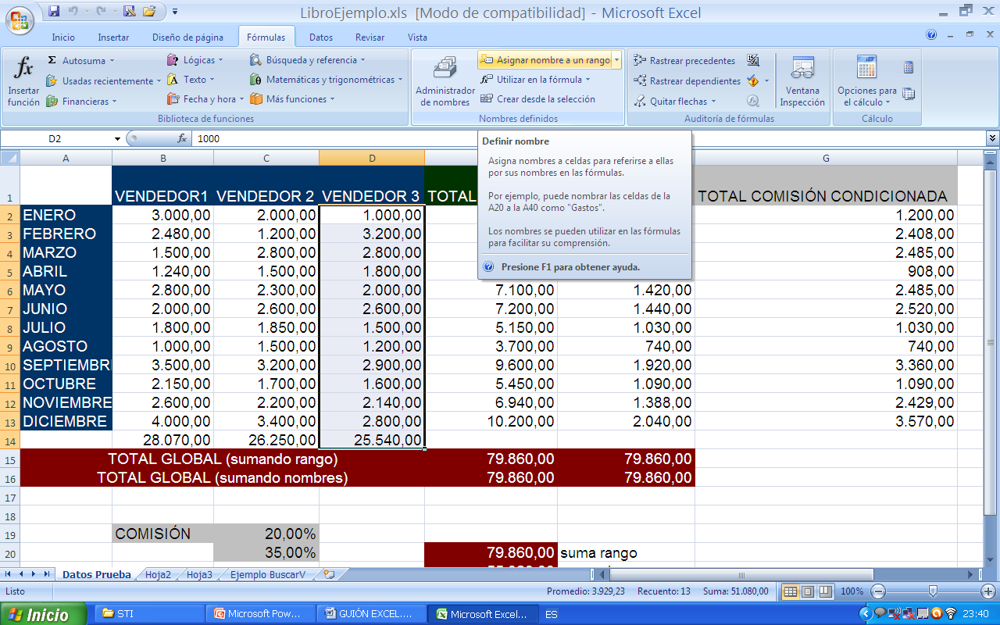 LibroEjemplo.xls [Modo de compatibilidad] - Microsoft Excel
Inicio Insertar Diseño de página Fórmulas Datos Revisar Vista
Insertar función
Σ Autosuma
Usadas recientemente
Financieras
Lógicas
Texto
Fecha y hora
Búsqueda y referencia
Matemáticas y trigonométricas
Más funciones
Biblioteca de funciones
Administrador de nombres
Asignar nombre a un rango
Utilizar en la fórmula
Crear desde la selección
Nombres definidos
Rastrear precedentes
Rastrear dependientes
Quitar flechas
Ventana Inspección
Auditoría de fórmulas
Opciones para el cálculo
Cálculo
D2 fx 1000
Definir nombre
Asigna nombres a celdas para referirse a ellas
por sus nombres en las fórmulas.
Por ejemplo, puede nombrar las celdas de la
A20 a la A40 como "Gastos".
Los nombres se pueden utilizar en las fórmulas
para facilitar su comprensión.
Presione F1 para obtener ayuda.
A B C D G
1 VENDEDOR1 VENDEDOR 2 VENDEDOR 3 TOTAL TOTAL COMISIÓN CONDICIONADA
2 ENERO 3.000,00 2.000,00 1.000,00 1.200,00
3 FEBRERO 2.480,00 1.200,00 3.200,00 2.408,00
4 MARZO 1.500,00 2.800,00 2.800,00 2.485,00
5 ABRIL 1.240,00 1.500,00 1.800,00 908,00
6 MAYO 2.800,00 2.300,00 2.000,00 7.100,00 1.420,00 2.485,00
7 JUNIO 2.000,00 2.600,00 2.600,00 7.200,00 1.440,00 2.520,00
8 JULIO 1.800,00 1.850,00 1.500,00 5.150,00 1.030,00 1.030,00
9 AGOSTO 1.000,00 1.500,00 1.200,00 3.700,00 740,00 740,00
10 SEPTIEMBR 3.500,00 3.200,00 2.900,00 9.600,00 1.920,00 3.360,00
11 OCTUBRE 2.150,00 1.700,00 1.600,00 5.450,00 1.090,00 1.090,00
12 NOVIEMBRE 2.600,00 2.200,00 2.140,00 6.940,00 1.388,00 2.429,00
13 DICIEMBRE 4.000,00 3.400,00 2.800,00 10.200,00 2.040,00 3.570,00
14 28.070,00 26.250,00 25.540,00
15 TOTAL GLOBAL (sumando rango) 79.860,00 79.860,00
16 TOTAL GLOBAL (sumando nombres) 79.860,00 79.860,00
17
18
19 COMISIÓN 20,00%
20 35,00% 79.860,00 suma rango
Datos Prueba Hoja2 Hoja3 Ejemplo BuscarV
Listo Promedio: 3.929,23 Recuento: 13 Suma: 51.080,00 100%
Inicio STI Microsoft Pow... GUIÓN EXCEL.... Microsoft Excel... ES 23:40